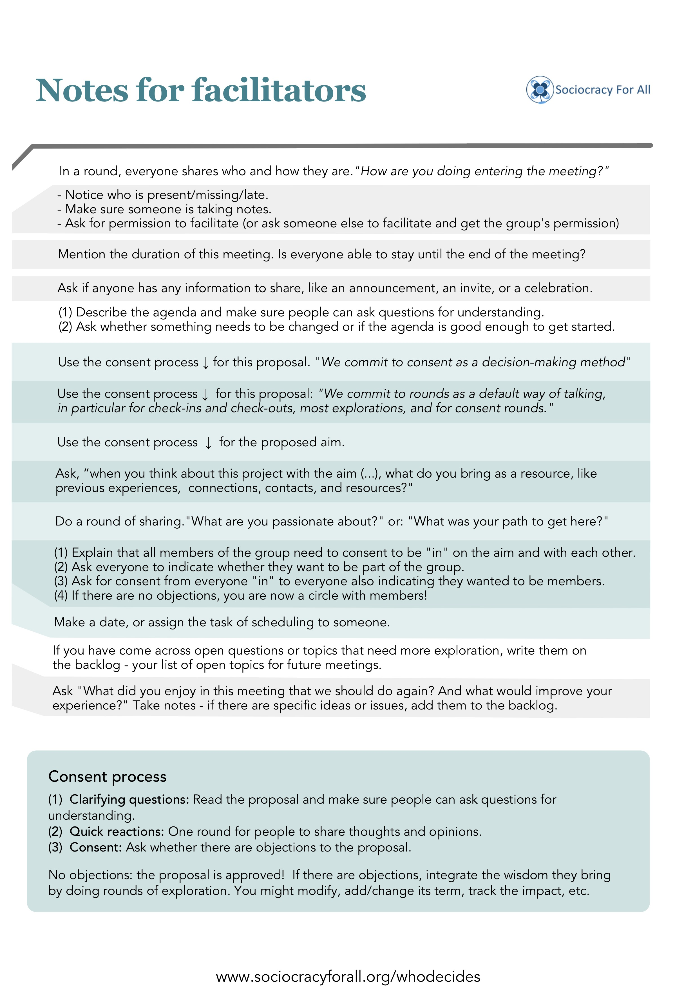 Notes for facilitators
Sociocracy For All
In a round, everyone shares who and how they are."How are you doing entering the meeting?"
- Notice who is present/missing/late.
- Make sure someone is taking notes.
- Ask for permission to facilitate (or ask someone else to facilitate and get the group's permission)
Mention the duration of this meeting. Is everyone able to stay until the end of the meeting?
Ask if anyone has any information to share, like an announcement, an invite, or a celebration.
(1) Describe the agenda and make sure people can ask questions for understanding.
(2) Ask whether something needs to be changed or if the agenda is good enough to get started.
Use the consent process ↓ for this proposal. "We commit to consent as a decision-making method"
Use the consent process ↓ for this proposal: "We commit to rounds as a default way of talking,
in particular for check-ins and check-outs, most explorations, and for consent rounds."
Use the consent process ↓ for the proposed aim.
Ask, “when you think about this project with the aim (...), what do you bring as a resource, like
previous experiences, connections, contacts, and resources?"
Do a round of sharing."What are you passionate about?" or: "What was your path to get here?"
(1) Explain that all members of the group need to consent to be "in" on the aim and with each other.
(2) Ask everyone to indicate whether they want to be part of the group.
(3) Ask for consent from everyone "in" to everyone also indicating they wanted to be members.
(4) If there are no objections, you are now a circle with members!
Make a date, or assign the task of scheduling to someone.
If you have come across open questions or topics that need more exploration, write them on
the backlog - your list of open topics for future meetings.
Ask "What did you enjoy in this meeting that we should do again? And what would improve your
experience?" Take notes - if there are specific ideas or issues, add them to the backlog.
Consent process
(1) Clarifying questions: Read the proposal and make sure people can ask questions for
understanding.
(2) Quick reactions: One round for people to share thoughts and opinions.
(3) Consent: Ask whether there are objections to the proposal.
No objections: the proposal is approved! If there are objections, integrate the wisdom they bring
by doing rounds of exploration. You might modify, add/change its term, track the impact, etc.
www.sociocracyforall.org/whodecides